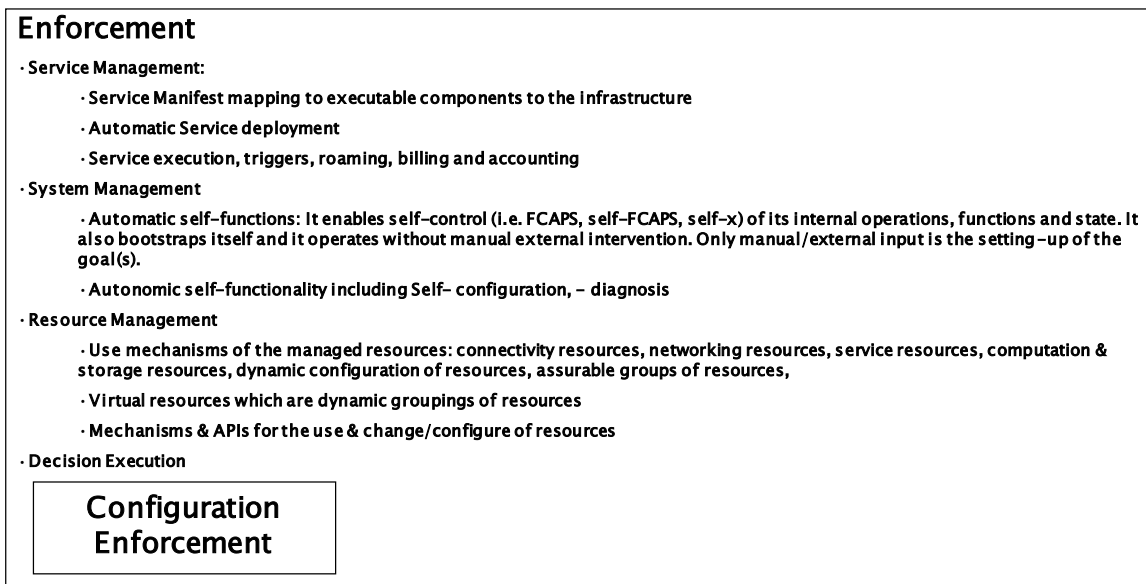 Enforcement
· Service Management:
· Service Manifest mapping to executable components to the infrastructure
· Automatic Service deployment
· Service execution, triggers, roaming, billing and accounting
· System Management
· Automatic self-functions: It enables self-control (i.e. FCAPS, self-FCAPS, self-x) of its internal operations, functions and state. It
also bootstraps itself and it operates without manual external intervention. Only manual/external input is the setting-up of the
goal(s).
· Autonomic self-functionality including Self- configuration, - diagnosis
· Resource Management
· Use mechanisms of the managed resources: connectivity resources, networking resources, service resources, computation &
storage resources, dynamic configuration of resources, assurable groups of resources,
· Virtual resources which are dynamic groupings of resources
· Mechanisms & APIs for the use & change/configure of resources
· Decision Execution
Configuration
Enforcement